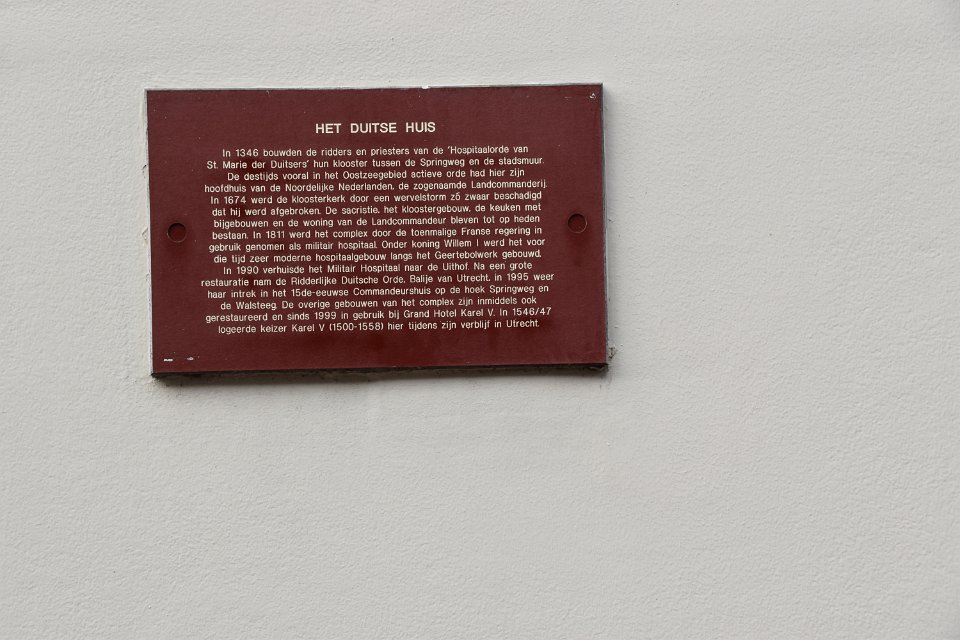 HET DUITSE HUIS
In 1346 bouwden de ridders en priesters van de 'Hospitaalorde van
St. Marie der Duitsers' hun klooster tussen de Springweg en de stadsmuur.
De destijds vooral in het Oostzeegebied actieve orde had hier zijn
hoofdhuis van de Noordelijke Nederlanden, de zogenaamde Landcommanderij.
In 1674 werd de kloosterkerk door een wervelstorm zó zwaar beschadigd
dat hij werd afgebroken. De sacristie, het kloostergebouw, de keuken met
bijgebouwen en de woning van de Landcommandeur bleven tot op heden
bestaan. In 1811 werd het complex door de toenmalige Franse regering in
gebruik genomen als militair hospitaal. Onder koning Willem I werd het voor
die tijd zeer moderne hospitaalgebouw langs het Geertebolwerk gebouwd.
In 1990 verhuisde het Militair Hospitaal naar de Uithof. Na een grote
restauratie nam de Ridderlijke Duitsche Orde, Balije van Utrecht, in 1995 weer
haar intrek in het 15de-eeuwse Commandeurshuis op de hoek Springweg en
de Walsteeg. De overige gebouwen van het complex zijn inmiddels ook
gerestaureerd en sinds 1999 in gebruik bij Grand Hotel Karel V. In 1546/47
logeerde keizer Karel V (1500-1558) hier tijdens zijn verblijf in Utrecht.